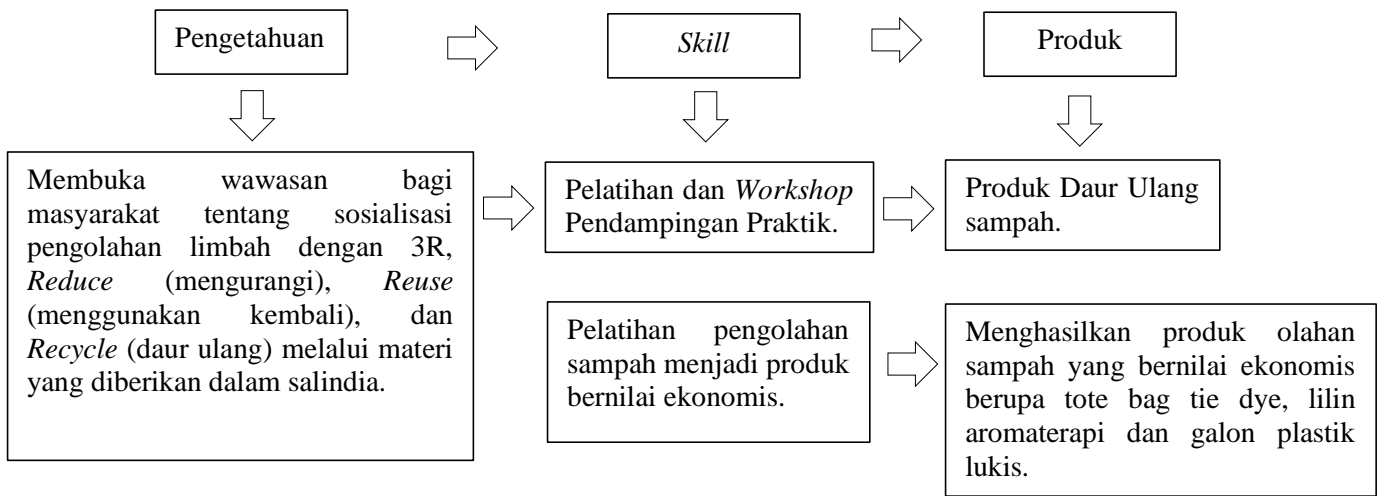 Pengetahuan
Skill
Produk
Membuka wawasan bagi
masyarakat tentang sosialisasi
pengolahan limbah dengan 3R,
Reduce (mengurangi), Reuse
(menggunakan kembali), dan
Recycle (daur ulang) melalui materi
yang diberikan dalam salindia.
Pelatihan dan Workshop
Pendampingan Praktik.
Produk Daur Ulang
sampah.
Pelatihan pengolahan
sampah menjadi produk
bernilai ekonomis.
Menghasilkan produk olahan
sampah yang bernilai ekonomis
berupa tote bag tie dye, lilin
aromaterapi dan galon plastik
lukis.